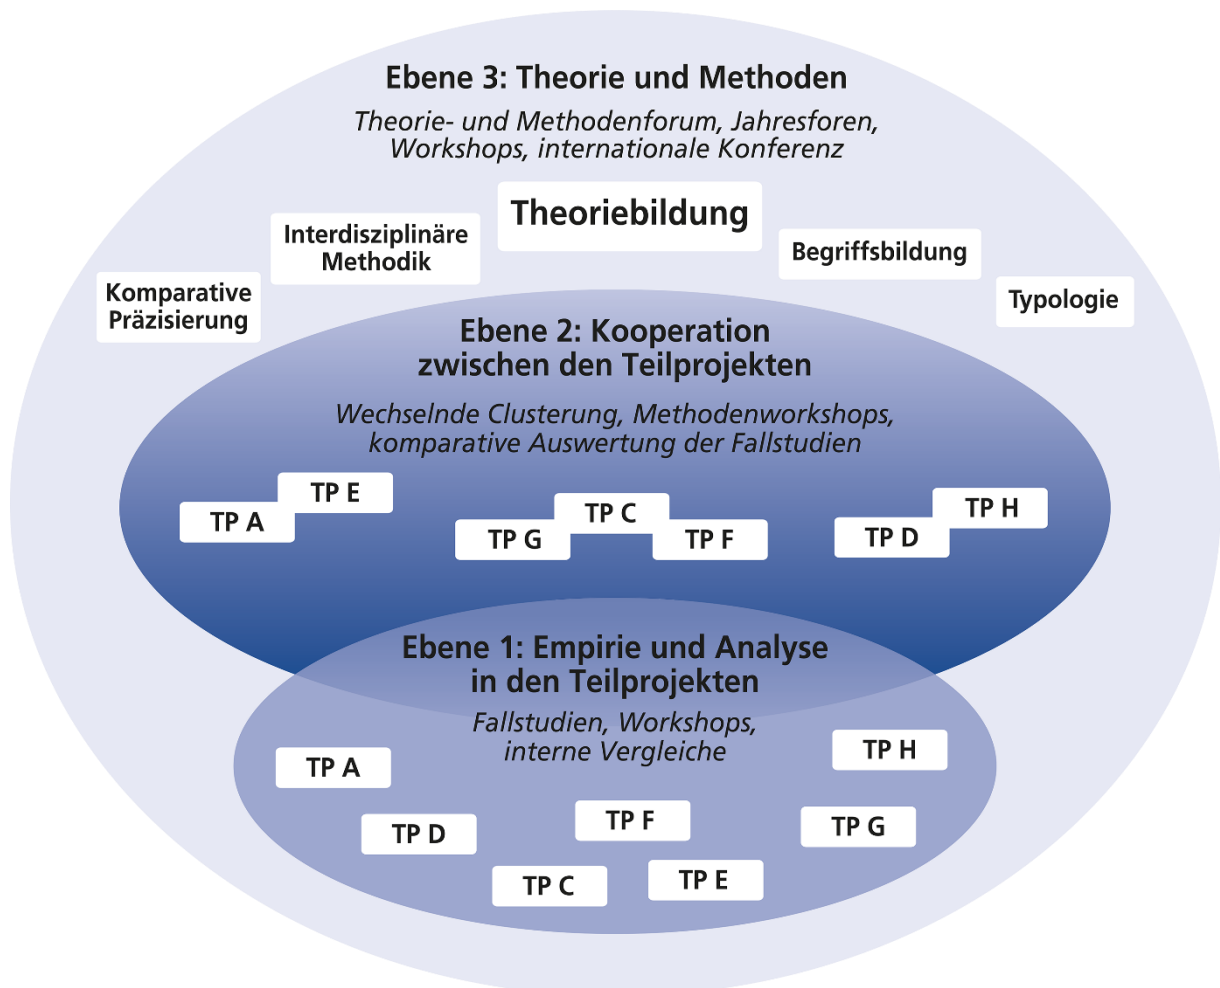 Ebene 3: Theorie und Methoden
Theorie- und Methodenforum, Jahresforen,
Workshops, internationale Konferenz
Theoriebildung
Interdisziplinäre
Methodik
Begriffsbildung
Komparative
Präzisierung
Typologie
Ebene 2: Kooperation
zwischen den Teilprojekten
Wechselnde Clusterung, Methodenworkshops,
komparative Auswertung der Fallstudien
TP A
TP E
TP G
TP C
TP F
TP D
TP H
Ebene 1: Empirie und Analyse
in den Teilprojekten
Fallstudien, Workshops,
interne Vergleiche
TP A
TP H
TP D
TP F
TP G
TP C
TP E